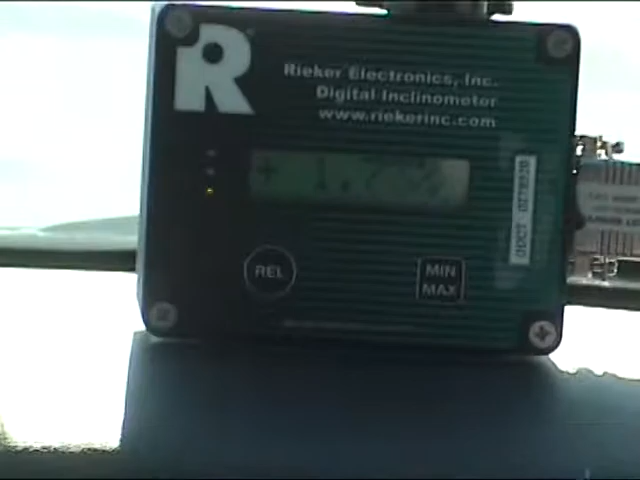 R
Rieker Electronics, Inc.
Digital Inclinometer
www.riekerinc.com
REL
MIN
MAX